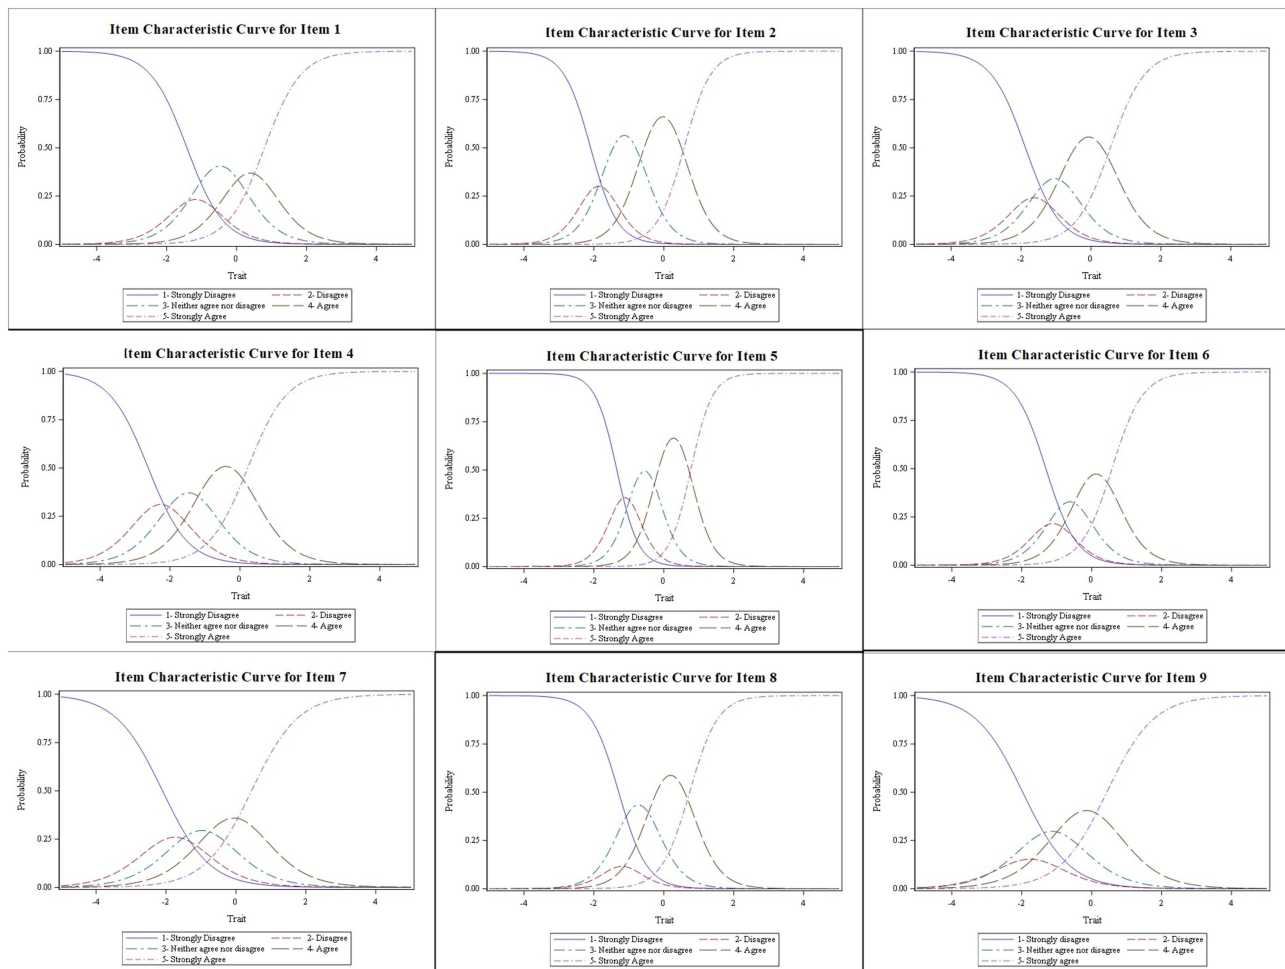 Item Characteristic Curve for Item 1
1.00
0.75
0.50
0.25
0.00
Probability
-4 -2 0 2 4
Trait
1- Strongly Disagree 2- Disagree
3- Neither agree nor disagree 4- Agree
5- Strongly Agree
Item Characteristic Curve for Item 2
1.00
0.75
0.50
0.25
0.00
Probability
-4 -2 0 2 4
Trait
1- Strongly Disagree 2- Disagree
3- Neither agree nor disagree 4- Agree
5- Strongly Agree
Item Characteristic Curve for Item 3
1.00
0.75
0.50
0.25
0.00
Probability
-4 -2 0 2 4
Trait
1- Strongly Disagree 2- Disagree
3- Neither agree nor disagree 4- Agree
5- Strongly Agree
Item Characteristic Curve for Item 4
1.00
0.75
0.50
0.25
0.00
Probability
-4 -2 0 2 4
Trait
1- Strongly Disagree 2- Disagree
3- Neither agree nor disagree 4- Agree
5- Strongly Agree
Item Characteristic Curve for Item 5
1.00
0.75
0.50
0.25
0.00
Probability
-4 -2 0 2 4
Trait
1- Strongly Disagree 2- Disagree
3- Neither agree nor disagree 4- Agree
5- Strongly Agree
Item Characteristic Curve for Item 6
1.00
0.75
0.50
0.25
0.00
Probability
-4 -2 0 2 4
Trait
1- Strongly Disagree 2- Disagree
3- Neither agree nor disagree 4- Agree
5- Strongly Agree
Item Characteristic Curve for Item 7
1.00
0.75
0.50
0.25
0.00
Probability
-4 -2 0 2 4
Trait
1- Strongly Disagree 2- Disagree
3- Neither agree nor disagree 4- Agree
5- Strongly Agree
Item Characteristic Curve for Item 8
1.00
0.75
0.50
0.25
0.00
Probability
-4 -2 0 2 4
Trait
1- Strongly Disagree 2- Disagree
3- Neither agree nor disagree 4- Agree
5- Strongly Agree
Item Characteristic Curve for Item 9
1.00
0.75
0.50
0.25
0.00
Probability
-4 -2 0 2 4
Trait
1- Strongly disagree 2- Disagree
3- Neither agree nor disagree 4- Agree
5- Strongly agree